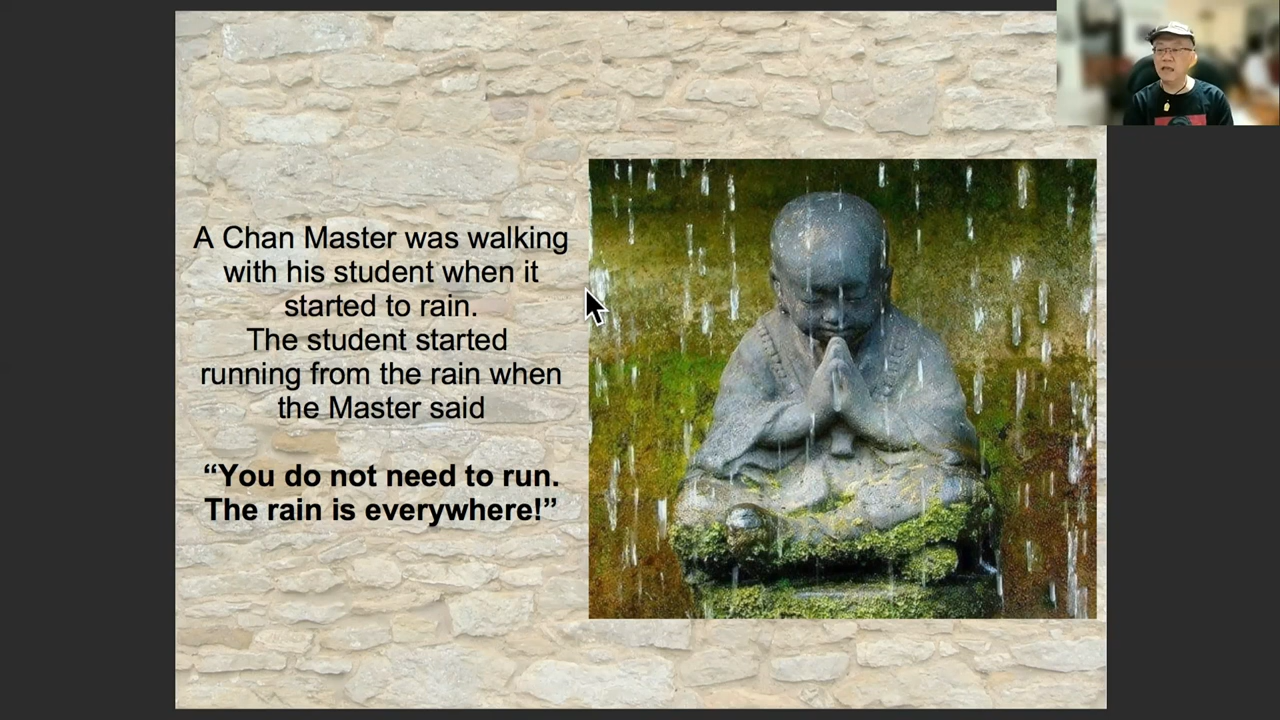 A Chan Master was walking
with his student when it
started to rain.
The student started
running from the rain when
the Master said
“You do not need to run.
The rain is everywhere!”